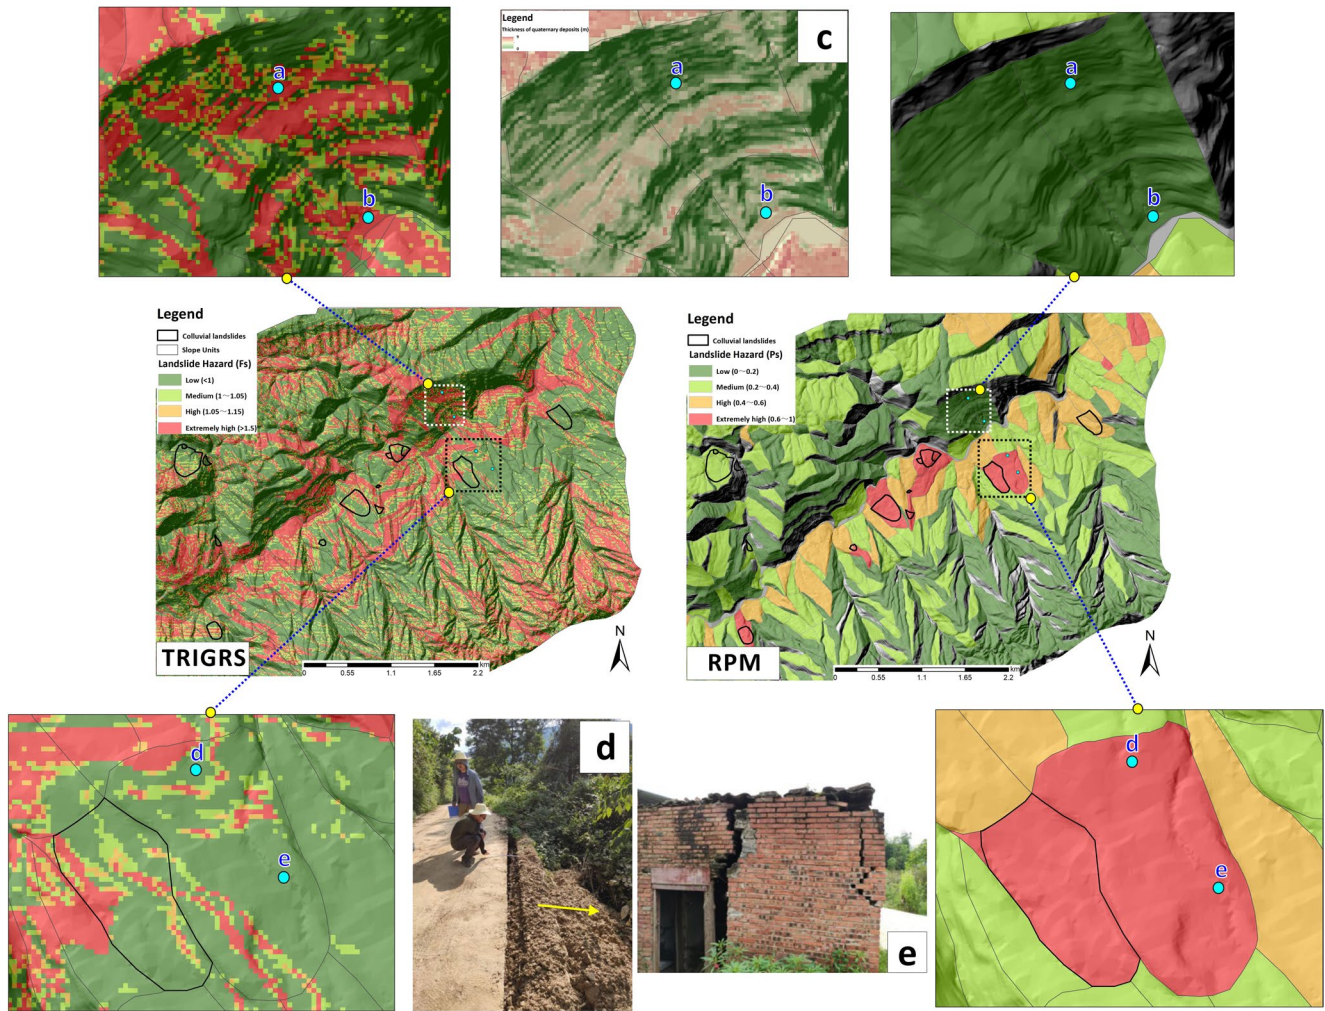 a
b
Legend
Thickness of quaternary deposits (m)
c
a
b
a
b
Legend
Colluvial landslides
Slope Units
Landslide Hazard (Fs)
Low (<1)
Medium (1~1.05)
High (1.05~1.15)
Extremely high (>1.5)
TRIGRS
N
km
0 0.55 1.1 1.65 2.2
Legend
Colluvial landslides
Landslide Hazard (Ps)
Low (0~0.2)
Medium (0.2~0.4)
High (0.4~0.6)
Extremely high (0.6~1)
RPM
N
km
0 0.55 1.1 1.65 2.2
d
e
d
e
d
e